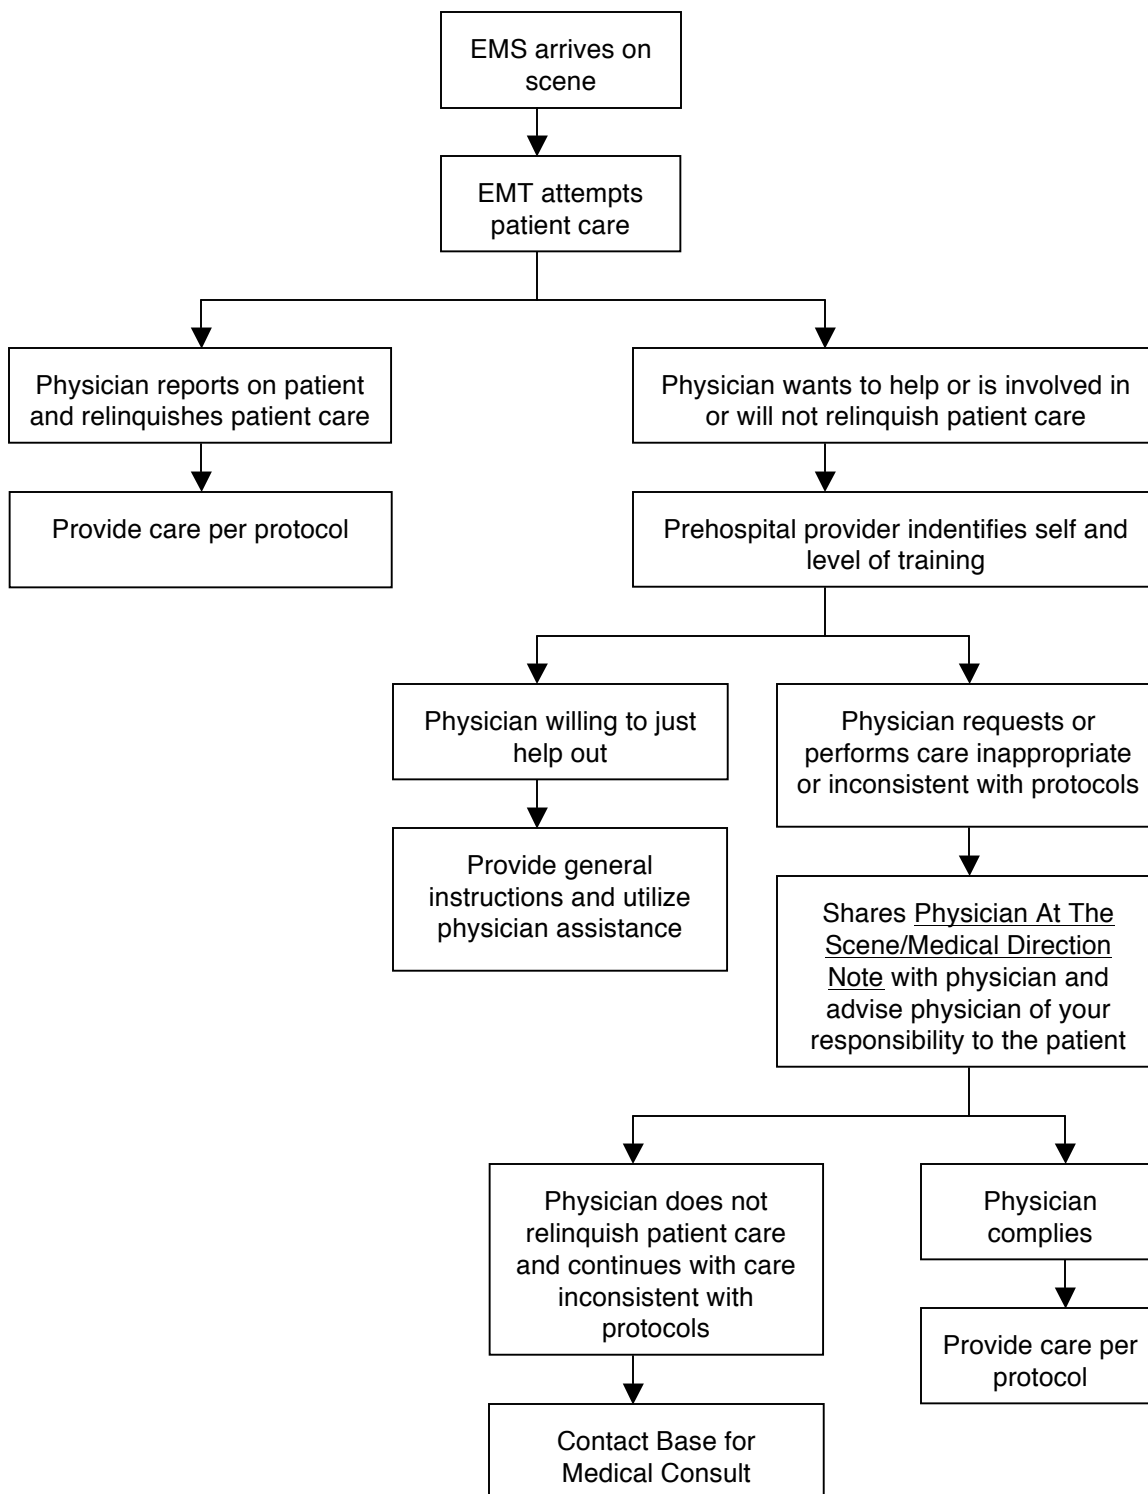 EMS arrives on
scene
EMT attempts
patient care
Physician reports on patient
and relinquishes patient care
Physician wants to help or is involved in
or will not relinquish patient care
Provide care per protocol
Prehospital provider indentifies self and
level of training
Physician willing to just
help out
Physician requests or
performs care inappropriate
or inconsistent with protocols
Provide general
instructions and utilize
physician assistance
Shares Physician At The
Scene/Medical Direction
Note with physician and
advise physician of your
responsibility to the patient
Physician does not
relinquish patient care
and continues with care
inconsistent with
protocols
Physician
complies
Provide care per
protocol
Contact Base for
Medical Consult